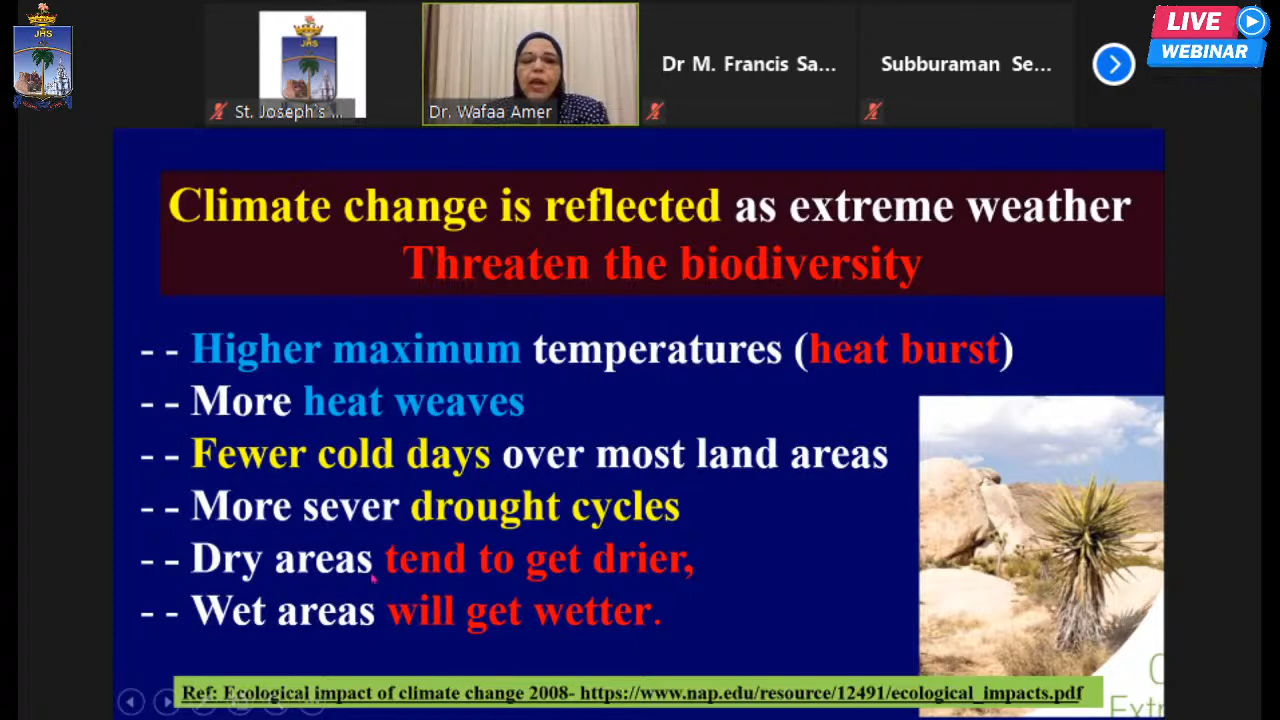 JHS
JHS
St. Joseph's ...
Dr. Wafaa Amer
Dr M. Francis Sa...
Subburaman Se...
LIVE
WEBINAR
Climate change is reflected as extreme weather
Threaten the biodiversity
- - Higher maximum temperatures (heat burst)
- - More heat weaves
- - Fewer cold days over most land areas
- - More sever drought cycles
- - Dry areas tend to get drier,
- - Wet areas will get wetter.
Ref: Ecological impact of climate change 2008- https://www.nap.edu/resource/12491/ecological_impacts.pdf